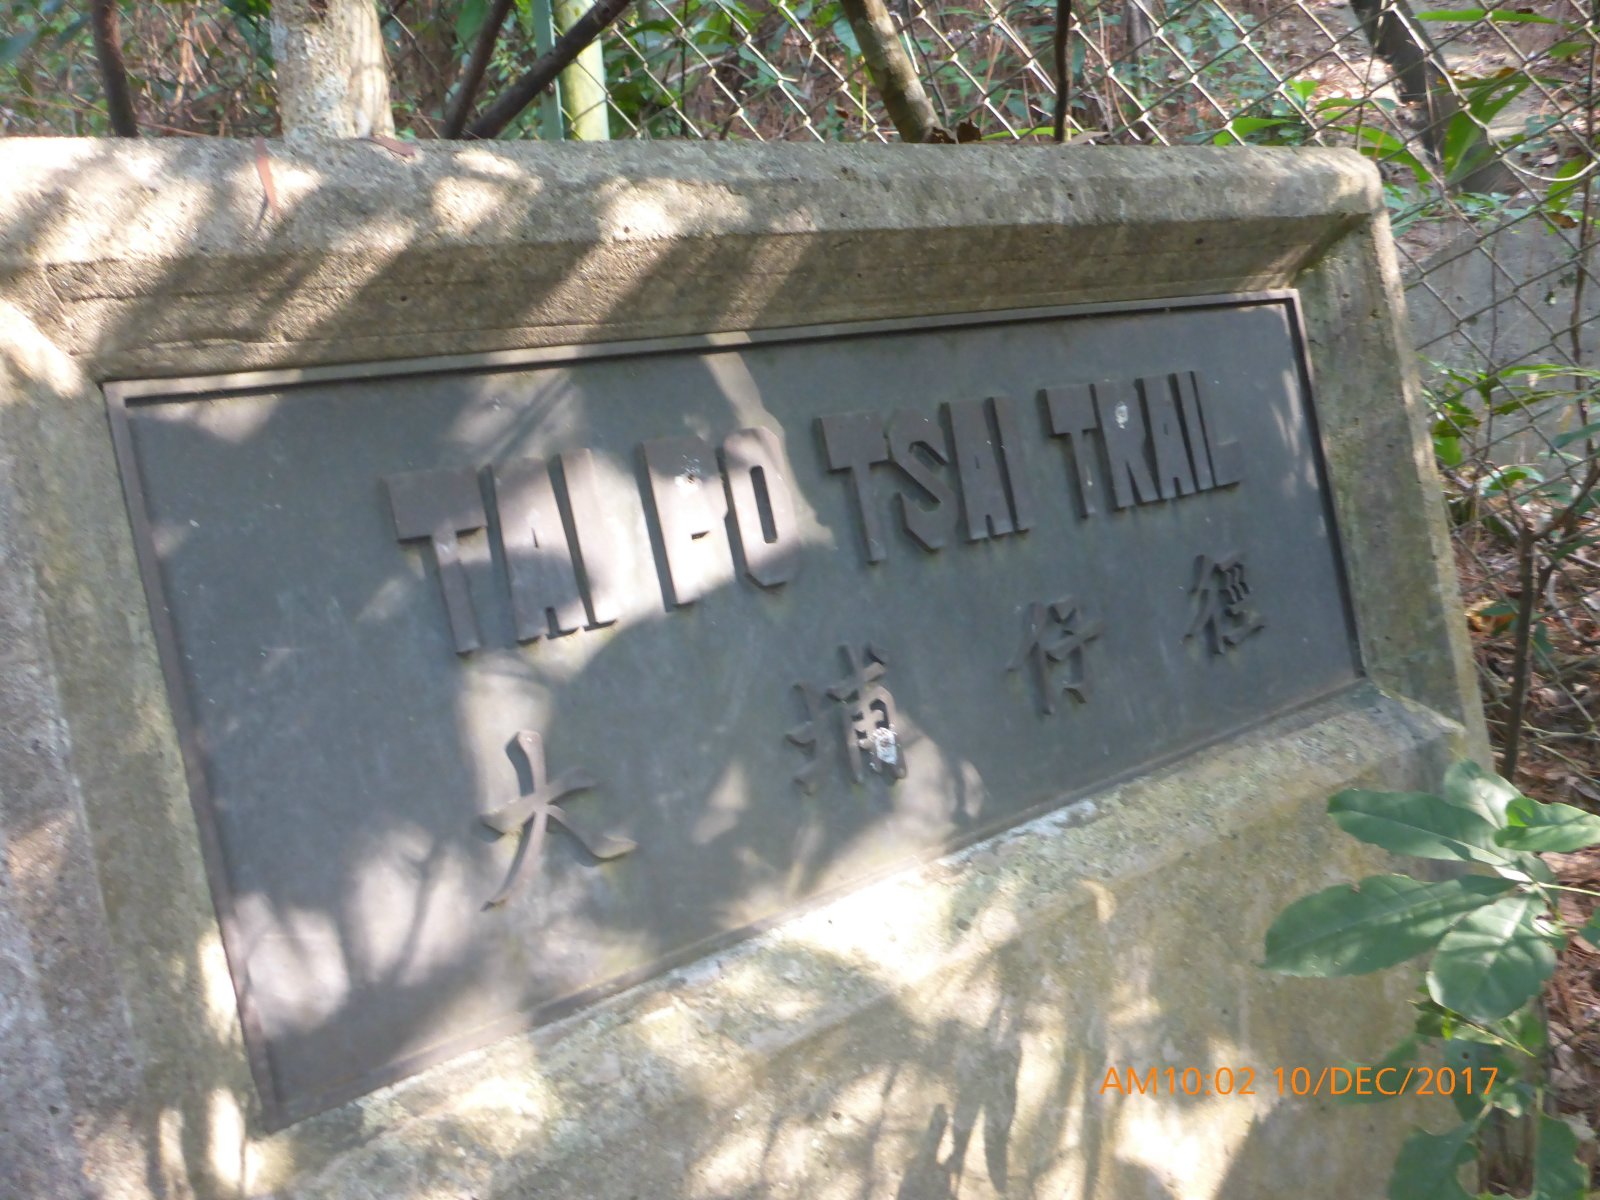 TAI PO TSAI TRAIL
大埔仔徑
AM10:02 10/DEC/2017